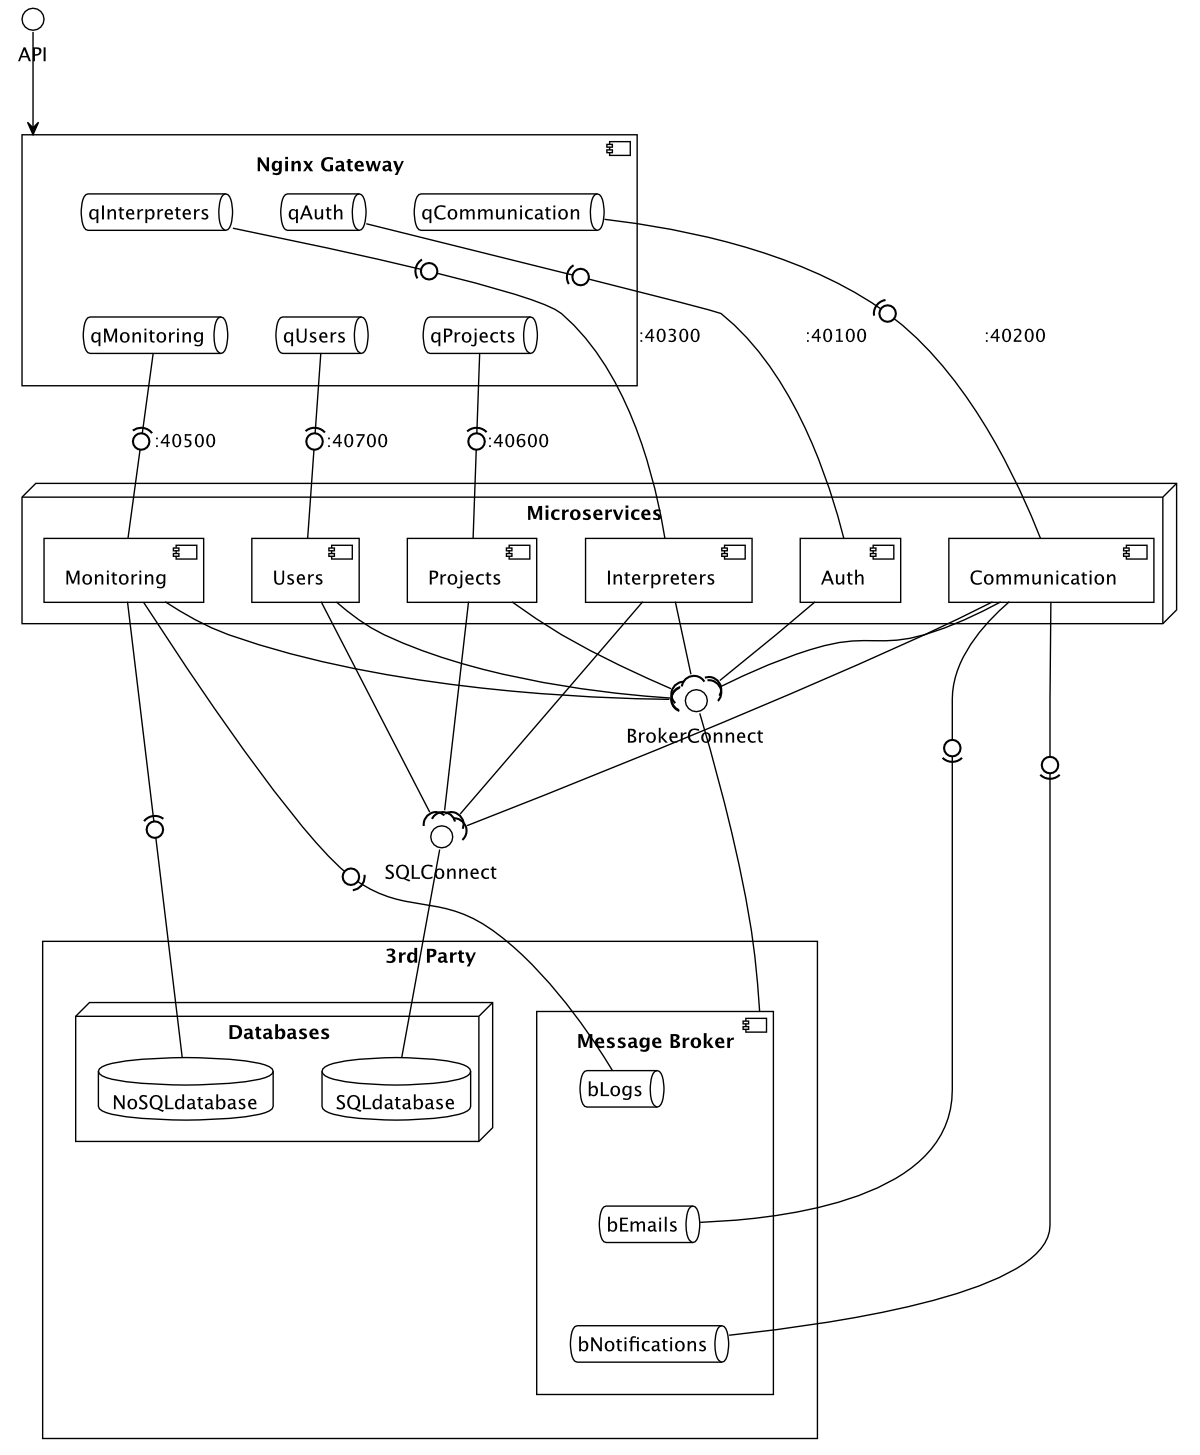 API
Nginx Gateway
qInterpreters
qAuth
qCommunication
qMonitoring
qUsers
qProjects
:40300
:40100
:40200
:40500
:40700
:40600
Microservices
Monitoring
Users
Projects
Interpreters
Auth
Communication
BrokerConnect
SQLConnect
3rd Party
Databases
Message Broker
NoSQLdatabase
SQLdatabase
bLogs
bEmails
bNotifications